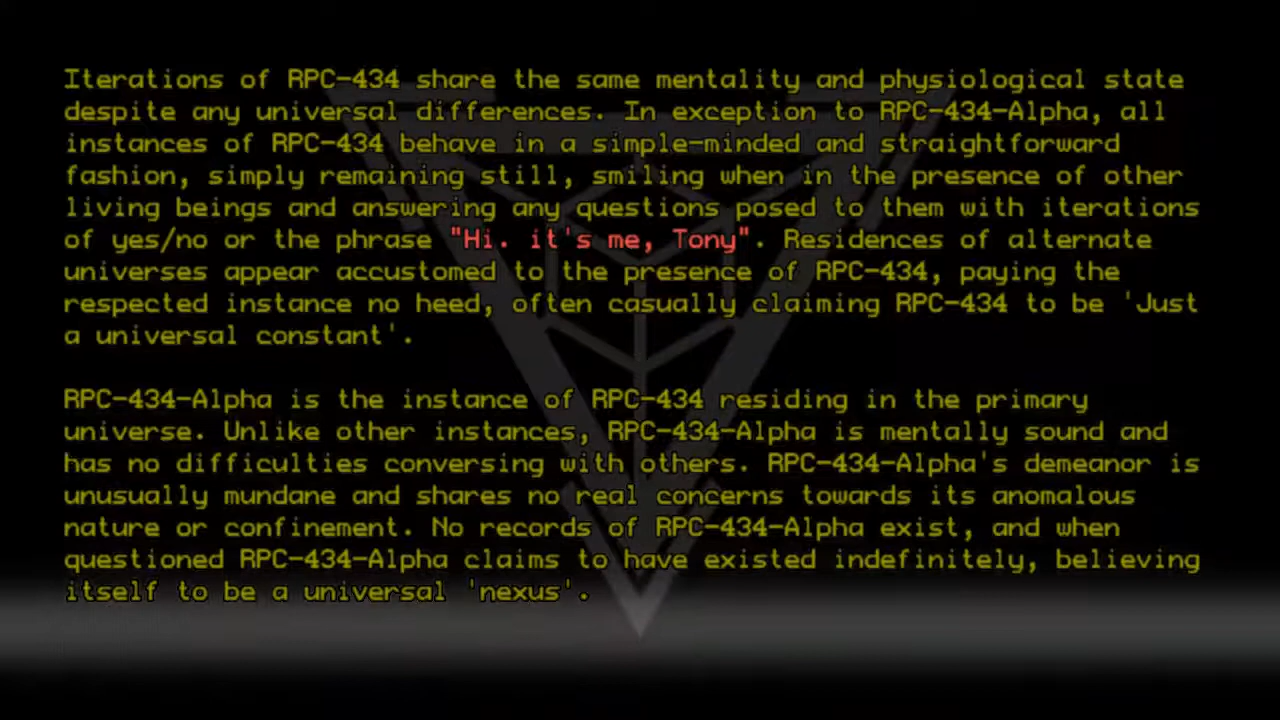 Iterations of RPC-434 share the same mentality and physiological state
despite any universal differences. In exception to RPC-434-Alpha, all
instances of RPC-434 behave in a simple-minded and straightforward
fashion, simply remaining still, smiling when in the presence of other
living beings and answering any questions posed to them with iterations
of yes/no or the phrase "Hi. it's me, Tony". Residences of alternate
universes appear accustomed to the presence of RPC-434, paying the
respected instance no heed, often casually claiming RPC-434 to be 'Just
a universal constant'.
RPC-434-Alpha is the instance of RPC-434 residing in the primary
universe. Unlike other instances, RPC-434-Alpha is mentally sound and
has no difficulties conversing with others. RPC-434-Alpha's demeanor is
unusually mundane and shares no real concerns towards its anomalous
nature or confinement. No records of RPC-434-Alpha exist, and when
questioned RPC-434-Alpha claims to have existed indefinitely, believing
itself to be a universal 'nexus'.